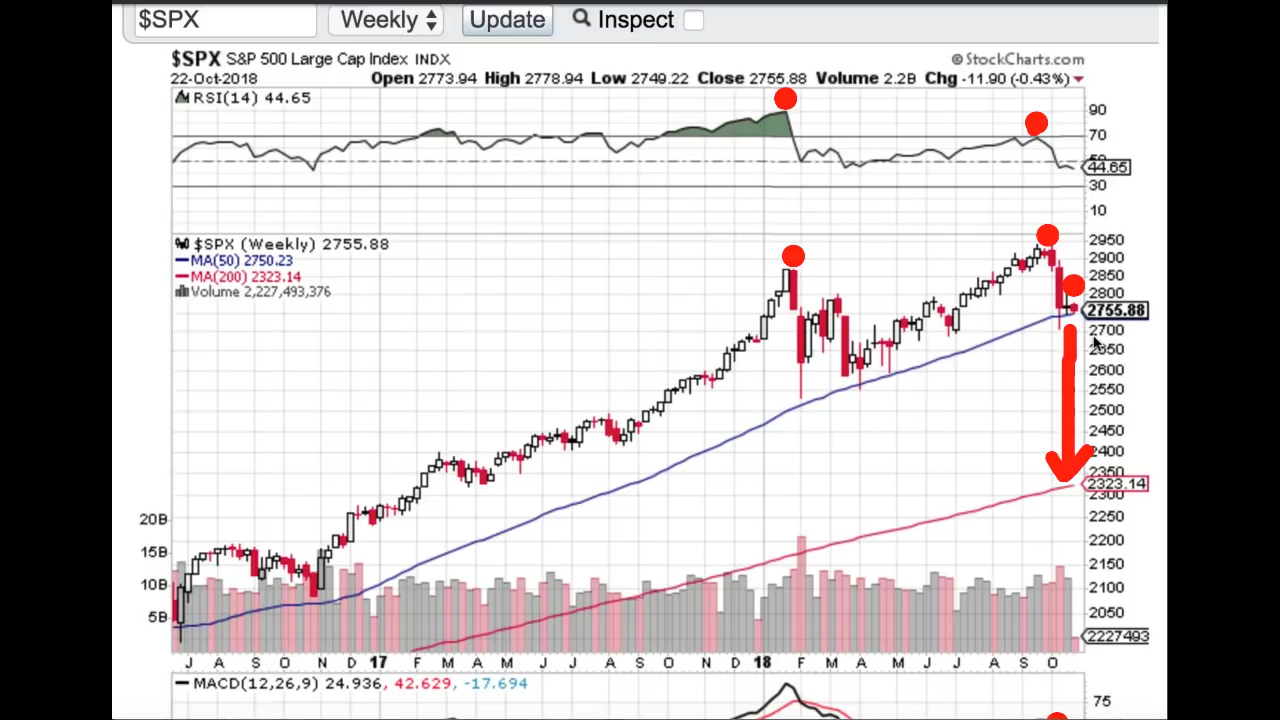 $SPX Weekly Update Inspect
$SPX S&P 500 Large Cap Index INDX © StockCharts.com
22-Oct-2018 Open 2773.94 High 2778.94 Low 2749.22 Close 2755.88 Volume 2.2B Chg -11.90 (-0.43%)
RSI(14) 44.65
90
70
50
44.65
30
10
$SPX (Weekly) 2755.88
MA(50) 2750.23
MA(200) 2323.14
Volume 2,227,493,376
2950
2900
2850
2800
2755.88
2700
2650
2600
2550
2500
2450
2400
2350
2323.14
2300
2250
2200
2150
2100
2050
2227493
20B
15B
10B
5B
J A S O N D 17 F M A M J J A S O N D 18 F M A M J J A S O
MACD(12,26,9) 24.936, 42.629, -17.694
75